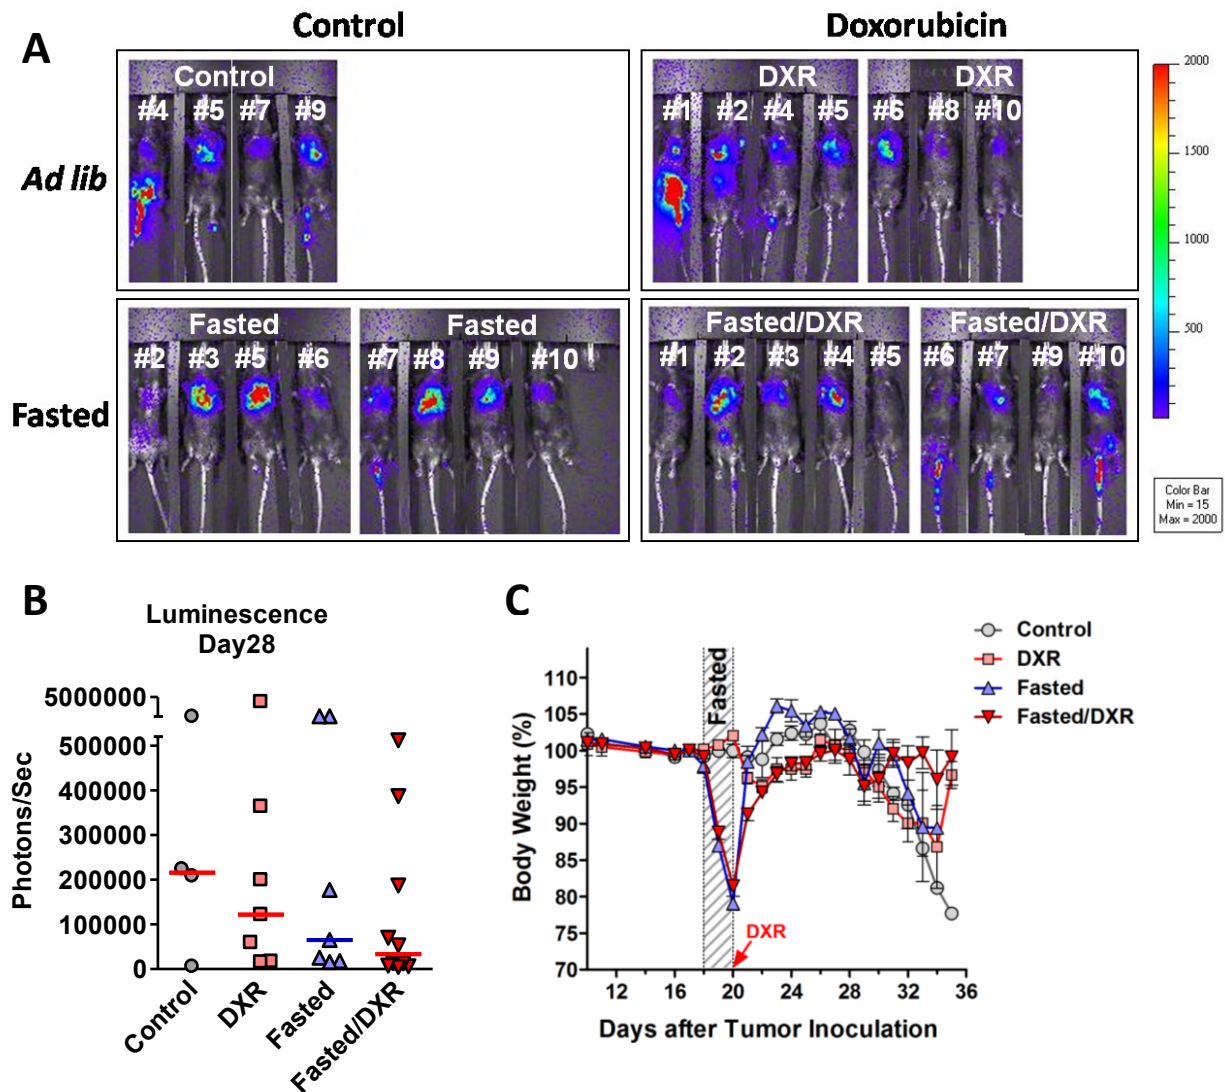 A
Control
Doxorubicin
Ad lib
Control
#4 #5 #7 #9
DXR
#1 #2 #4 #5
DXR
#6 #8 #10
2000
1500
1000
500
Fasted
Fasted
#2 #3 #5 #6
Fasted
#7 #8 #9 #10
Fasted/DXR
#1 #2 #3 #4 #5
Fasted/DXR
#6 #7 #9 #10
Color Bar
Min = 15
Max = 2000
B
Luminescence
Day28
Photons/Sec
5000000
500000
400000
300000
200000
100000
0
Control
DXR
Fasted
Fasted/DXR
C
Control
DXR
Fasted
Fasted/DXR
Body Weight (%)
110
105
100
95
90
85
80
75
70
Fasted
DXR
12 16 20 24 28 32 36
Days after Tumor Inoculation